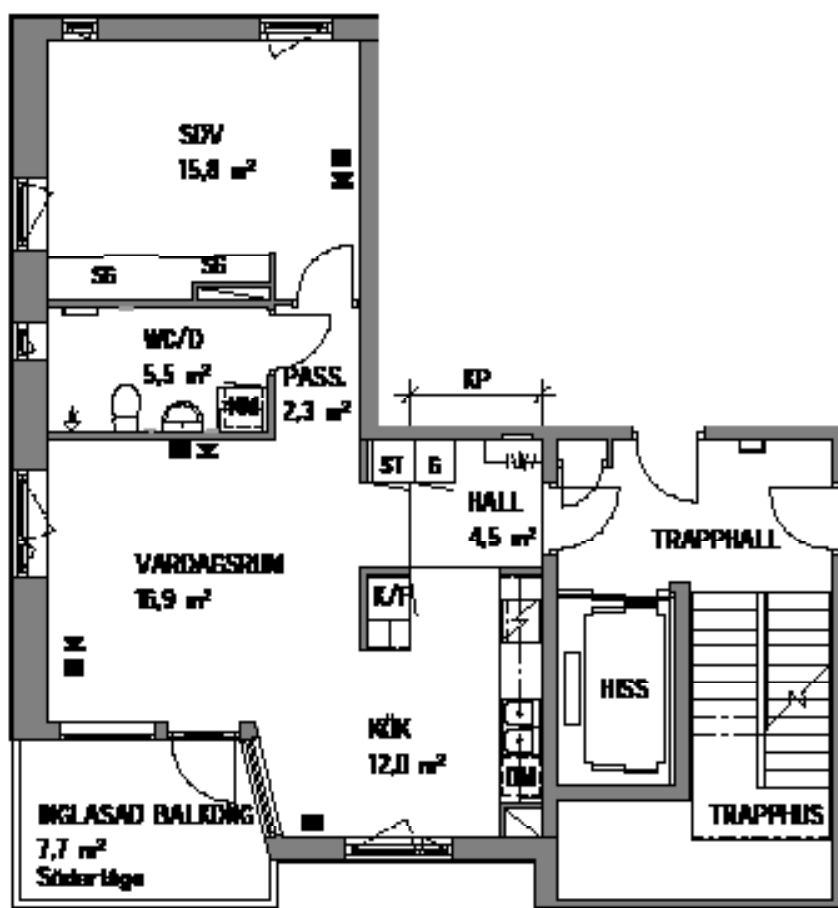 SOV
15,8 m²
SG
SG
WC/D
5,5 m²
PASS.
2,3 m²
KP
ST
G
HALL
4,5 m²
TRAPPHALL
VARDAGSRUM
16,9 m²
K/F
HISS
KÖK
12,0 m²
DM
INGLASAD BALKONG
7,7 m²
Söderläge
TRAPPHUS